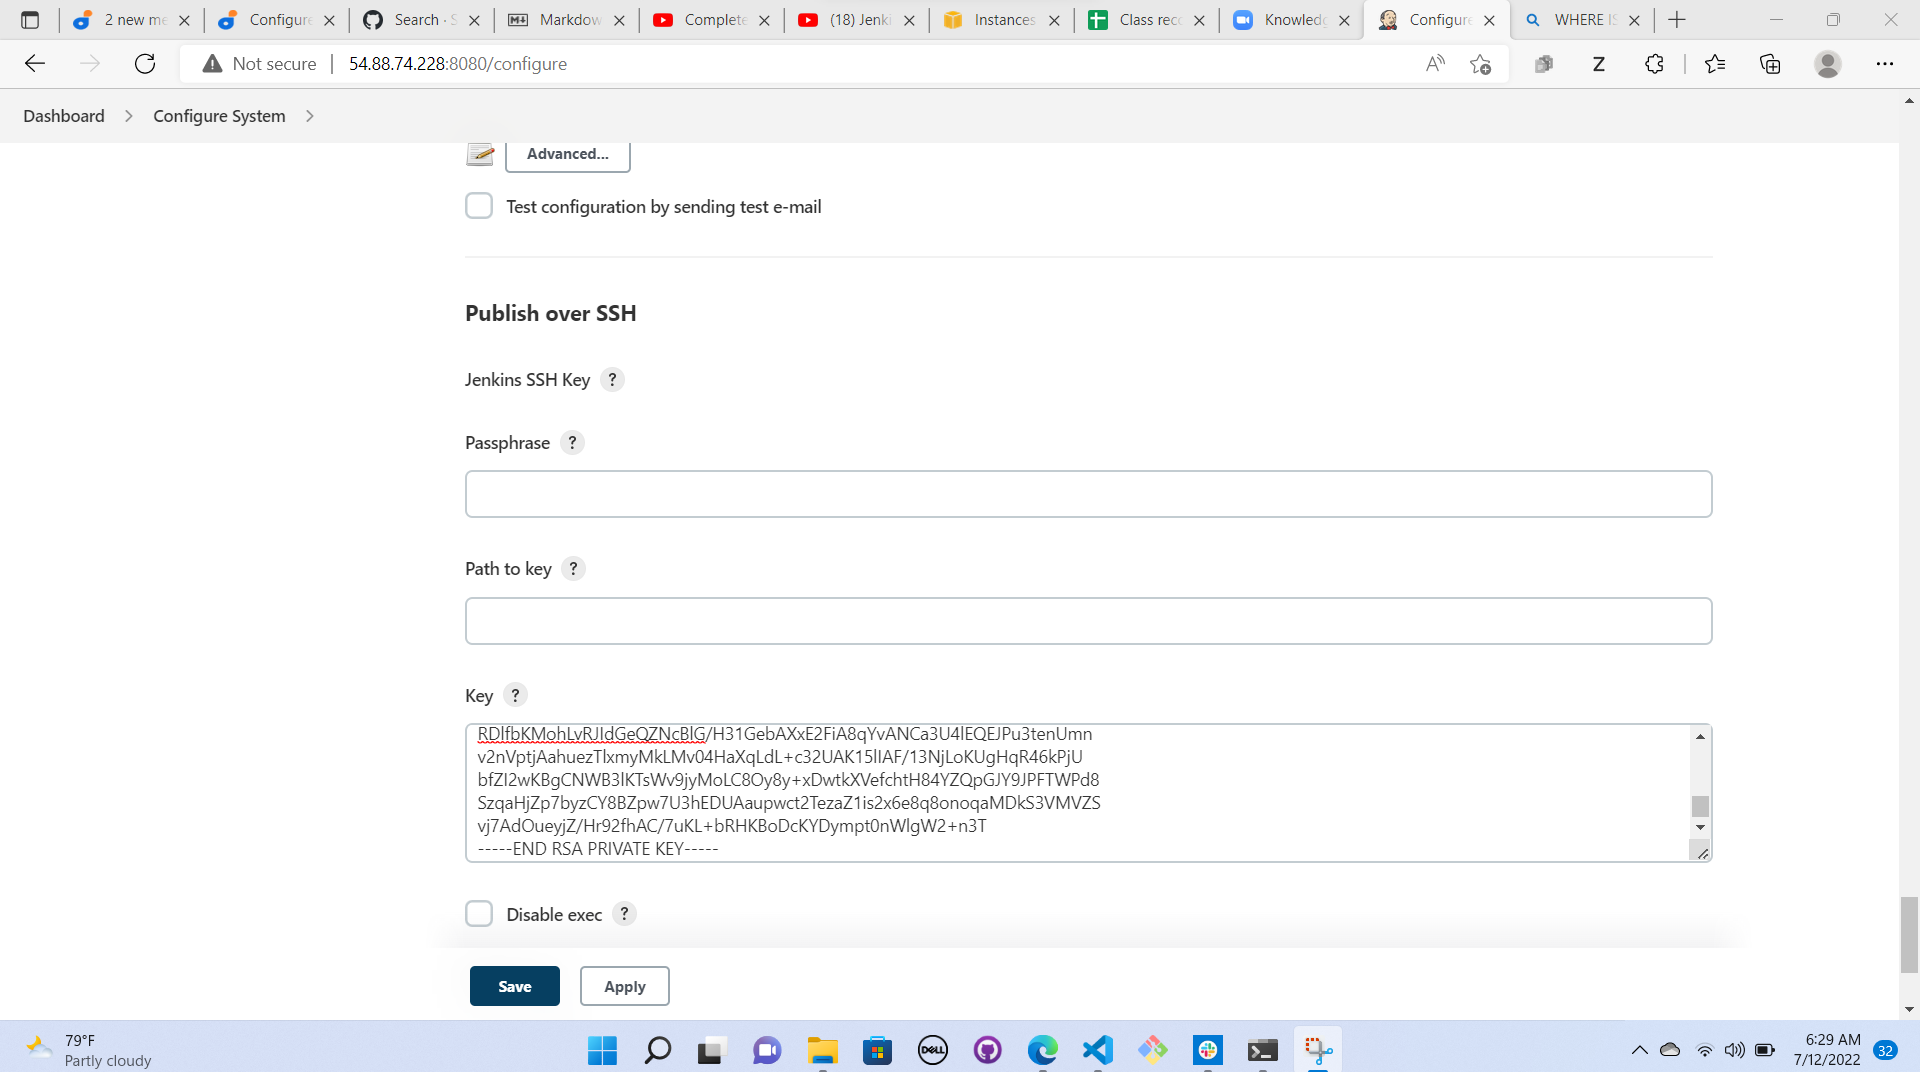 2 new me
Configure
Search · S
Markdow
Complete
(18) Jenki
Instances
Class rec
Knowledg
Configure
WHERE IS
Not secure
54.88.74.228:8080/configure
Dashboard
Configure System
Advanced...
Test configuration by sending test e-mail
Publish over SSH
Jenkins SSH Key ?
Passphrase ?
Path to key ?
Key ?
RDlfbKMohLvRJIdGeQZNcBlG/H31GebAXxE2FiA8qYvANCa3U4lEQEJPu3tenUmn
v2nVptjAahuezTlxmyMkLMv04HaXqLdL+c32UAK15lIAF/13NjLoKUgHqR46kPjU
bfZI2wKBgCNWB3lKTsWv9jyMoLC8Oy8y+xDwtkXVefchtH84YZQpGJY9JPFTWPd8
SzqaHjZp7byzCY8BZpw7U3hEDUAaupwct2TezaZ1is2x6e8q8onoqaMDkS3VMVZS
vj7AdOueyjZ/Hr92fhAC/7uKL+bRHKBoDcKYDympt0nWlgW2+n3T
-----END RSA PRIVATE KEY-----
Disable exec ?
Save
Apply
79°F
Partly cloudy
DELL
6:29 AM
7/12/2022
32